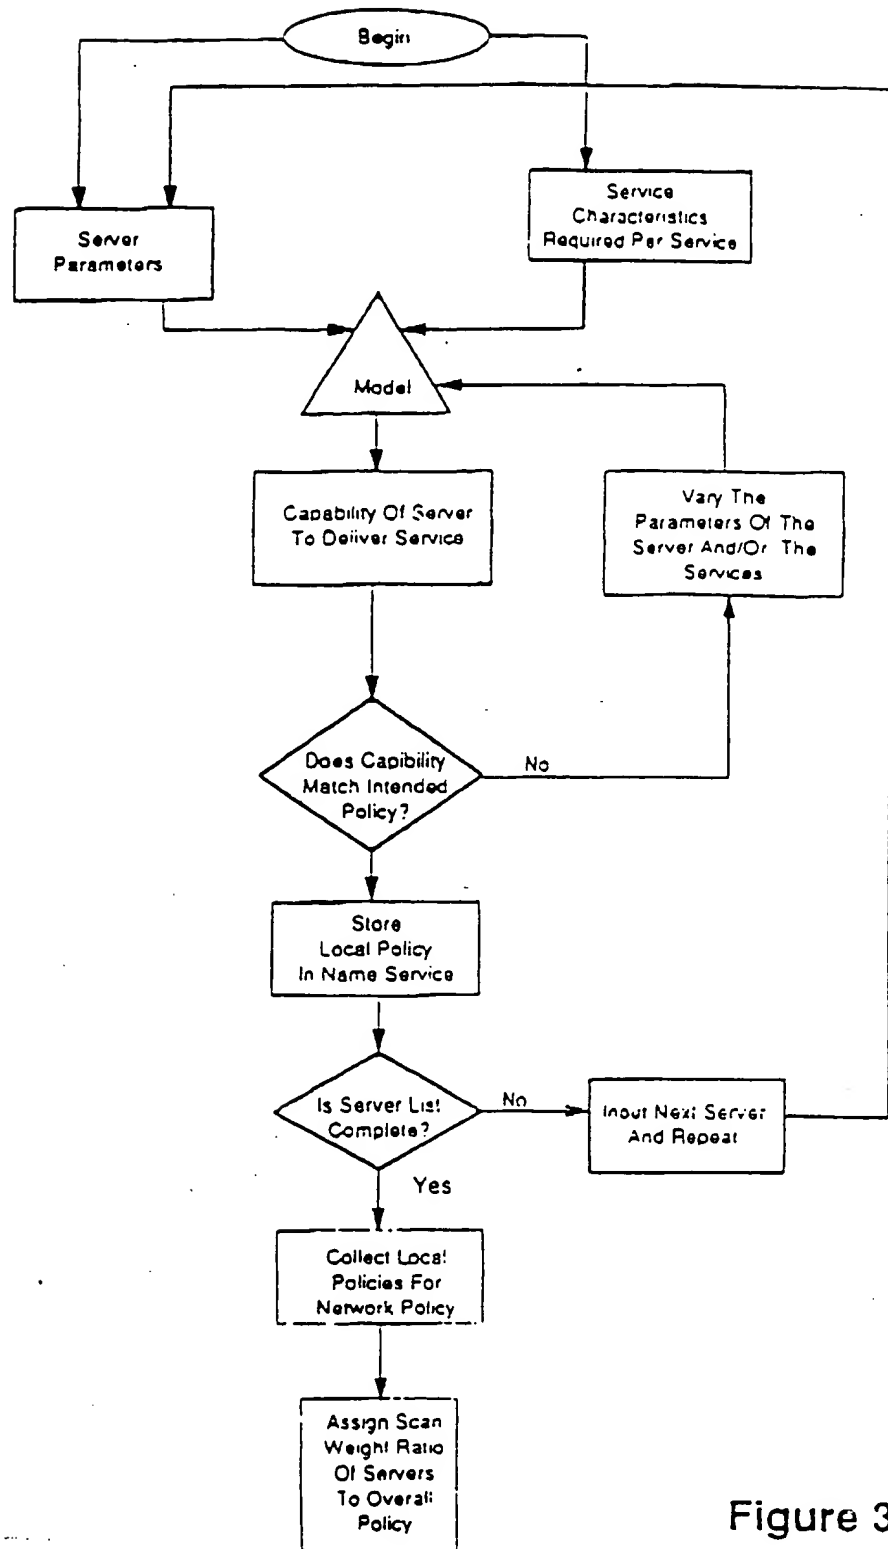 Begin
Server
Parameters
Service
Characteristics
Required Per Service
Model
Capability Of Server
To Deliver Service
Vary The
Parameters Of The
Server And/Or The
Services
Does Capibility
Match Intended
Policy?
No
Store
Local Policy
In Name Service
Is Server List
Complete?
No
Input Next Server
And Repeat
Yes
Collect Local
Policies For
Network Policy
Assign Scan
Weight Ratio
Of Servers
To Overall
Policy
Figure 3